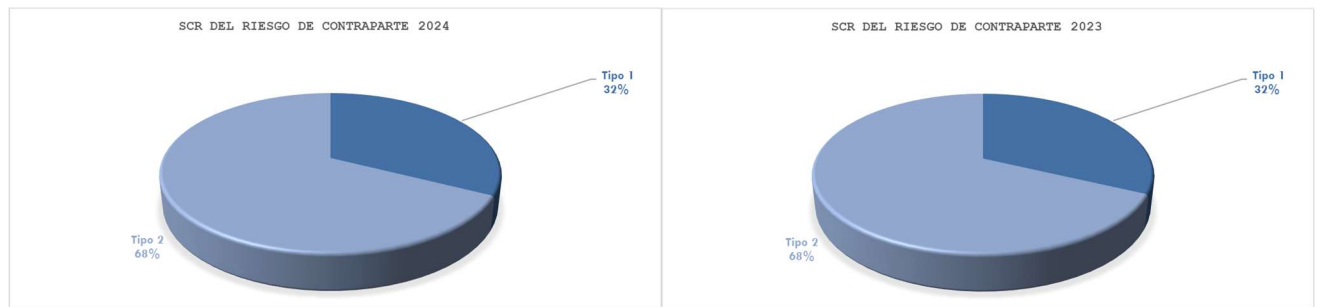 SCR DEL RIESGO DE CONTRAPARTE 2024
Tipo 1
32%
Tipo 2
68%
SCR DEL RIESGO DE CONTRAPARTE 2023
Tipo 1
32%
Tipo 2
68%